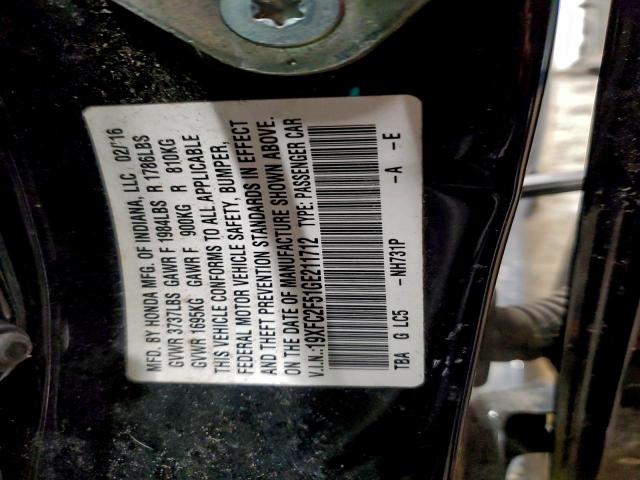 MFD. BY HONDA MFG. OF INDIANA, LLC 02/16
GVWR 3737LBS GAWR F 1984LBS R 1786LBS
GVWR 1695KG GAWR F 900KG R 810KG
THIS VEHICLE CONFORMS TO ALL APPLICABLE
FEDERAL MOTOR VEHICLE SAFETY, BUMPER,
AND THEFT PREVENTION STANDARDS IN EFFECT
ON THE DATE OF MANUFACTURE SHOWN ABOVE.
V.I.N.: 19XFC2F51GE211712 TYPE: PASSENGER CAR
TBA G LC5 -NH731P -A -E